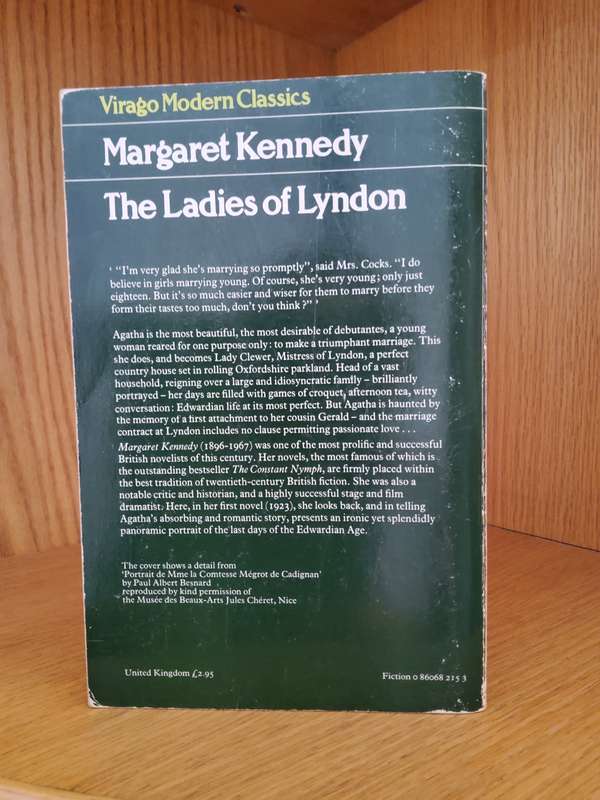 Virago Modern Classics
Margaret Kennedy
The Ladies of Lyndon
' "I'm very glad she's marrying so promptly", said Mrs. Cocks. "I do
believe in girls marrying young. Of course, she's very young; only just
eighteen. But it's so much easier and wiser for them to marry before they
form their tastes too much, don't you think?" '
Agatha is the most beautiful, the most desirable of debutantes, a young
woman reared for one purpose only: to make a triumphant marriage. This
she does, and becomes Lady Clewer, Mistress of Lyndon, a perfect
country house set in rolling Oxfordshire parkland. Head of a vast
household, reigning over a large and idiosyncratic family – brilliantly
portrayed – her days are filled with games of croquet, afternoon tea, witty
conversation: Edwardian life at its most perfect. But Agatha is haunted by
the memory of a first attachment to her cousin Gerald – and the marriage
contract at Lyndon includes no clause permitting passionate love . . .
Margaret Kennedy (1896-1967) was one of the most prolific and successful
British novelists of this century. Her novels, the most famous of which is
the outstanding bestseller The Constant Nymph, are firmly placed within
the best tradition of twentieth-century British fiction. She was also a
notable critic and historian, and a highly successful stage and film
dramatist. Here, in her first novel (1923), she looks back, and in telling
Agatha's absorbing and romantic story, presents an ironic yet splendidly
panoramic portrait of the last days of the Edwardian Age.
The cover shows a detail from
'Portrait de Mme la Comtesse Mégrot de Cadignan'
by Paul Albert Besnard
reproduced by kind permission of
the Musée des Beaux-Arts Jules Chéret, Nice
United Kingdom £2.95
Fiction 0 86068 215 3